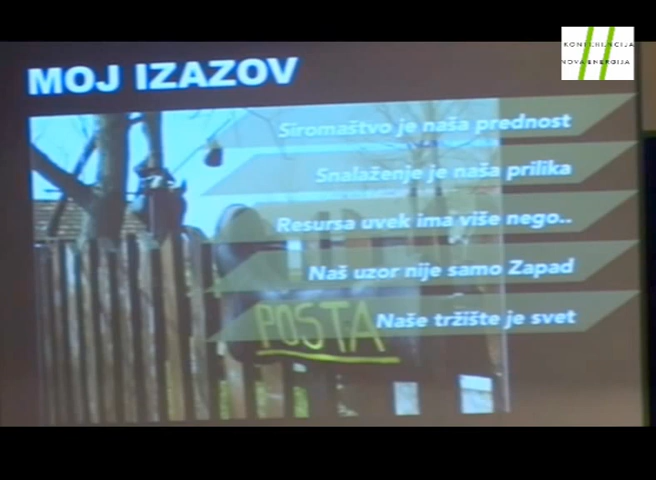 KONFERENCIJA
NOVA ENERGIJA
MOJ IZAZOV
Siromaštvo je naša prednost
Snalaženje je naša prilika
Resursa uvek ima više nego..
Naš uzor nije samo Zapad
Naše tržište je svet
POSTA